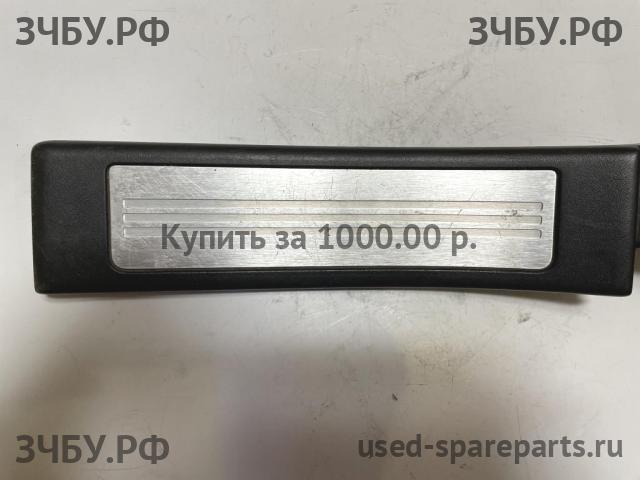 ЗЧБУ.РФ ЗЧБУ.РФ
Купить за 1000.00 р.
ЗЧБУ.РФ used-spareparts.ru